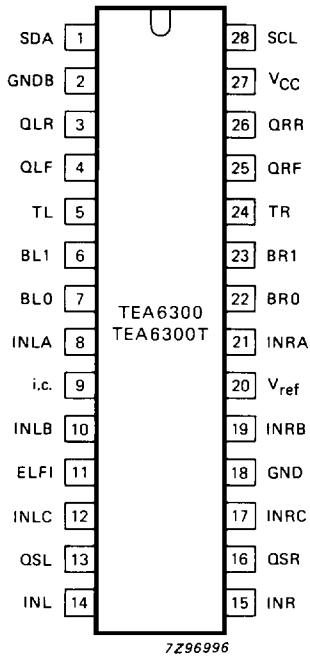 SDA 1 28 SCL
GNDB 2 27 VCC
QLR 3 26 QRR
QLF 4 25 QRF
TL 5 24 TR
BL1 6 23 BR1
BL0 7 22 BR0
TEA6300
TEA6300T
INLA 8 21 INRA
i.c. 9 20 Vref
INLB 10 19 INRB
ELFI 11 18 GND
INLC 12 17 INRC
QSL 13 16 QSR
INL 14 15 INR
7Z96996